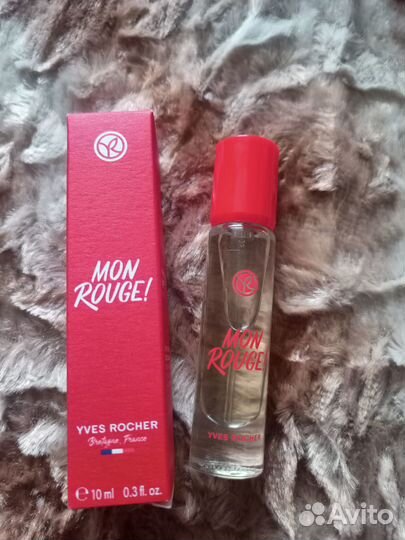 MON
ROUGE!
YVES ROCHER
Bretagne, France
℮ 10 ml 0.3 fl. oz.
MON
ROUGE!
YVES ROCHER
Avito